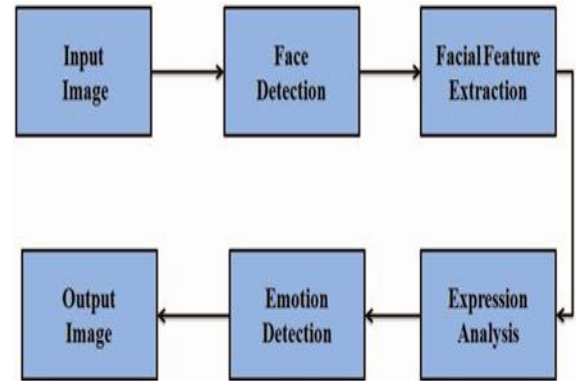 Input
Image
Face
Detection
Facial Feature
Extraction
Expression
Analysis
Emotion
Detection
Output
Image